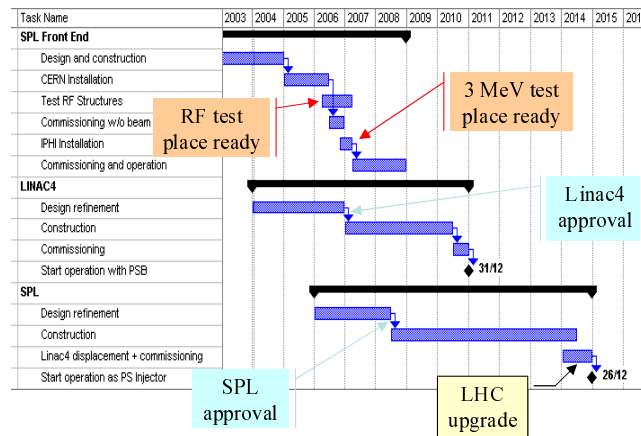 Task Name 2003 2004 2005 2006 2007 2008 2009 2010 2011 2012 2013 2014 2015 201
SPL Front End
Design and construction
CERN Installation
Test RF Structures
Commissioning w/o beam
IPHI Installation
Commissioning and operation
RF test
place ready
3 MeV test
place ready
LINAC4
Design refinement
Construction
Commissioning
Start operation with PSB
31/12
Linac4
approval
SPL
Design refinement
Construction
Linac4 displacement + commissioning
Start operation as PS Injector
26/12
SPL
approval
LHC
upgrade